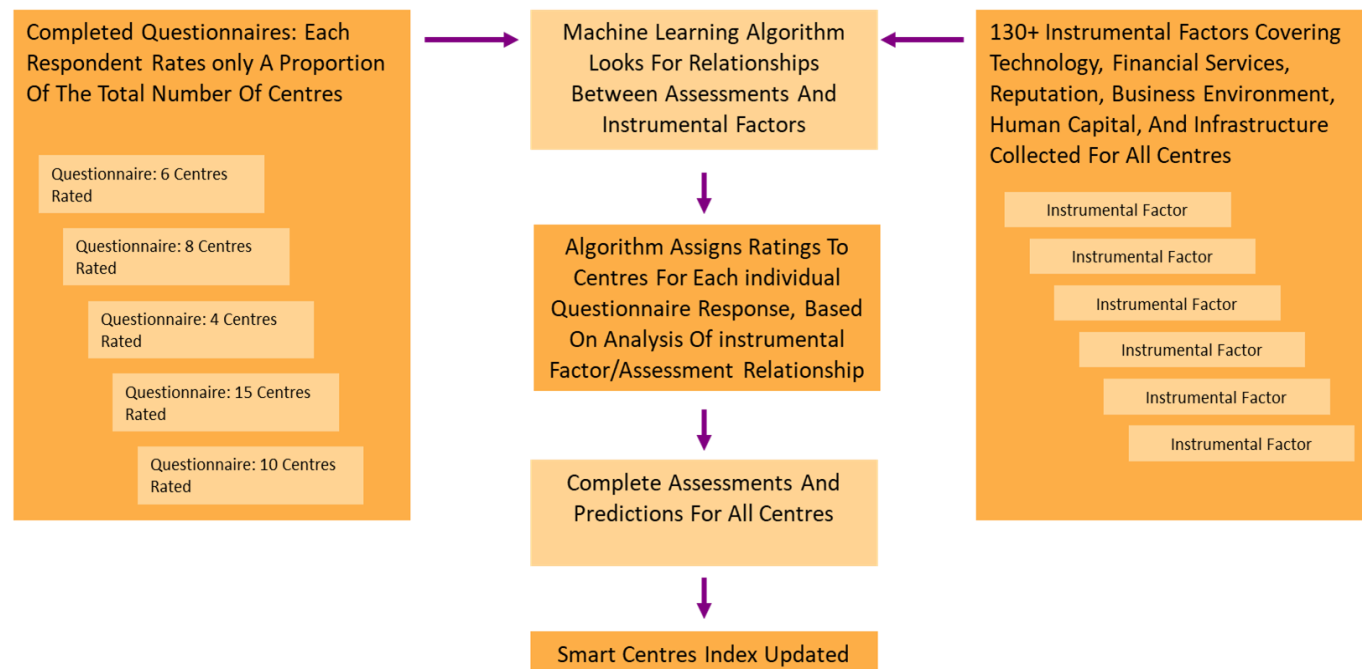 Completed Questionnaires: Each
Respondent Rates only A Proportion
Of The Total Number Of Centres
Questionnaire: 6 Centres
Rated
Questionnaire: 8 Centres
Rated
Questionnaire: 4 Centres
Rated
Questionnaire: 15 Centres
Rated
Questionnaire: 10 Centres
Rated
Machine Learning Algorithm
Looks For Relationships
Between Assessments And
Instrumental Factors
Algorithm Assigns Ratings To
Centres For Each individual
Questionnaire Response, Based
On Analysis Of instrumental
Factor/Assessment Relationship
Complete Assessments And
Predictions For All Centres
Smart Centres Index Updated
130+ Instrumental Factors Covering
Technology, Financial Services,
Reputation, Business Environment,
Human Capital, And Infrastructure
Collected For All Centres
Instrumental Factor
Instrumental Factor
Instrumental Factor
Instrumental Factor
Instrumental Factor
Instrumental Factor